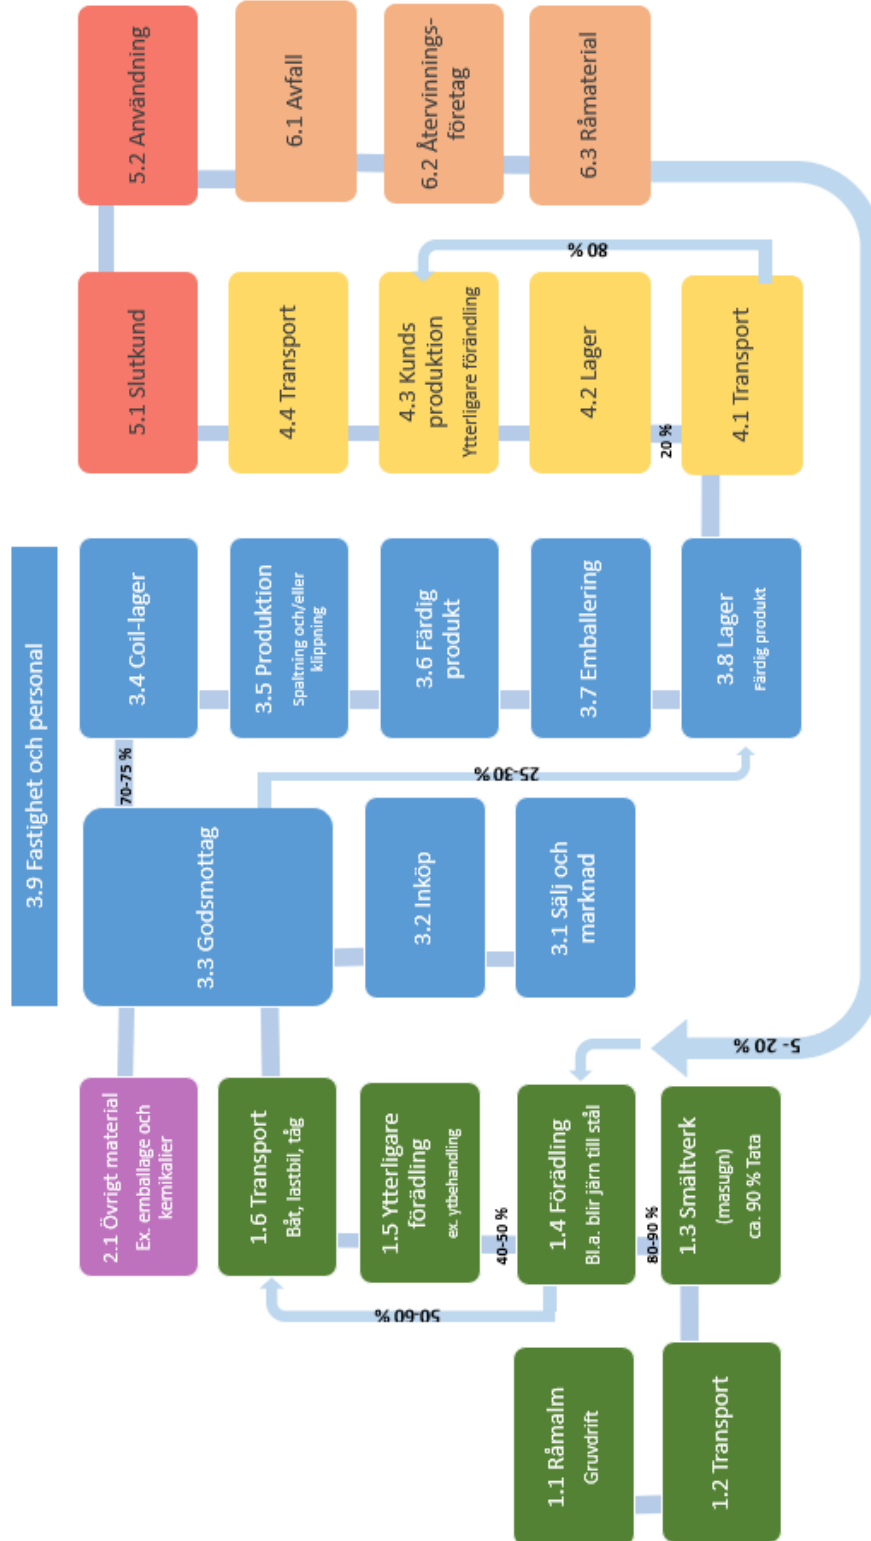 3.9 Fastighet och personal
1.1 Råmalm
Gruvdrift
1.2 Transport
2.1 Övrigt material
Ex. emballage och
kemikalier
1.6 Transport
Båt, lastbil, tåg
1.5 Ytterligare
förädling
ex. ytbehandling
1.4 Förädling
Bl.a. blir järn till stål
1.3 Smältverk
(masugn)
ca. 90 % Tata
50-60 %
40-50 %
80-90 %
5- 20 %
3.3 Godsmottag
3.2 Inköp
3.1 Sälj och
marknad
70-75 %
25-30 %
3.4 Coil-lager
3.5 Produktion
Spaltning och/eller
klippning
3.6 Färdig
produkt
3.7 Emballering
3.8 Lager
Färdig produkt
5.1 Slutkund
4.4 Transport
4.3 Kunds
produktion
Ytterligare förändling
4.2 Lager
20 %
4.1 Transport
80 %
5.2 Användning
6.1 Avfall
6.2 Återvinnings-
företag
6.3 Råmaterial